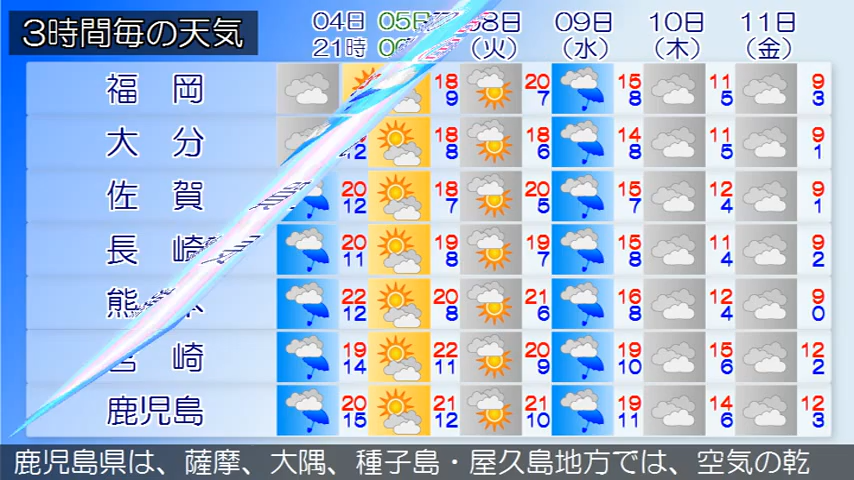 3時間毎の天気
04日 05日 08日 09日 10日 11日
21時 (火) (水) (木) (金)
福岡 18 9 20 7 15 8 11 5 9 3
大分 12 18 8 18 6 14 8 11 5 9 1
佐賀 20 12 18 7 20 5 15 7 12 4 9 1
長崎 20 11 19 8 19 7 15 8 11 4 9 2
熊本 22 12 20 8 21 6 16 8 12 4 9 0
宮崎 19 14 22 11 20 9 19 10 15 6 12 2
鹿児島 20 15 21 12 21 10 19 11 14 6 12 3
鹿児島県は、薩摩、大隅、種子島・屋久島地方では、空気の乾